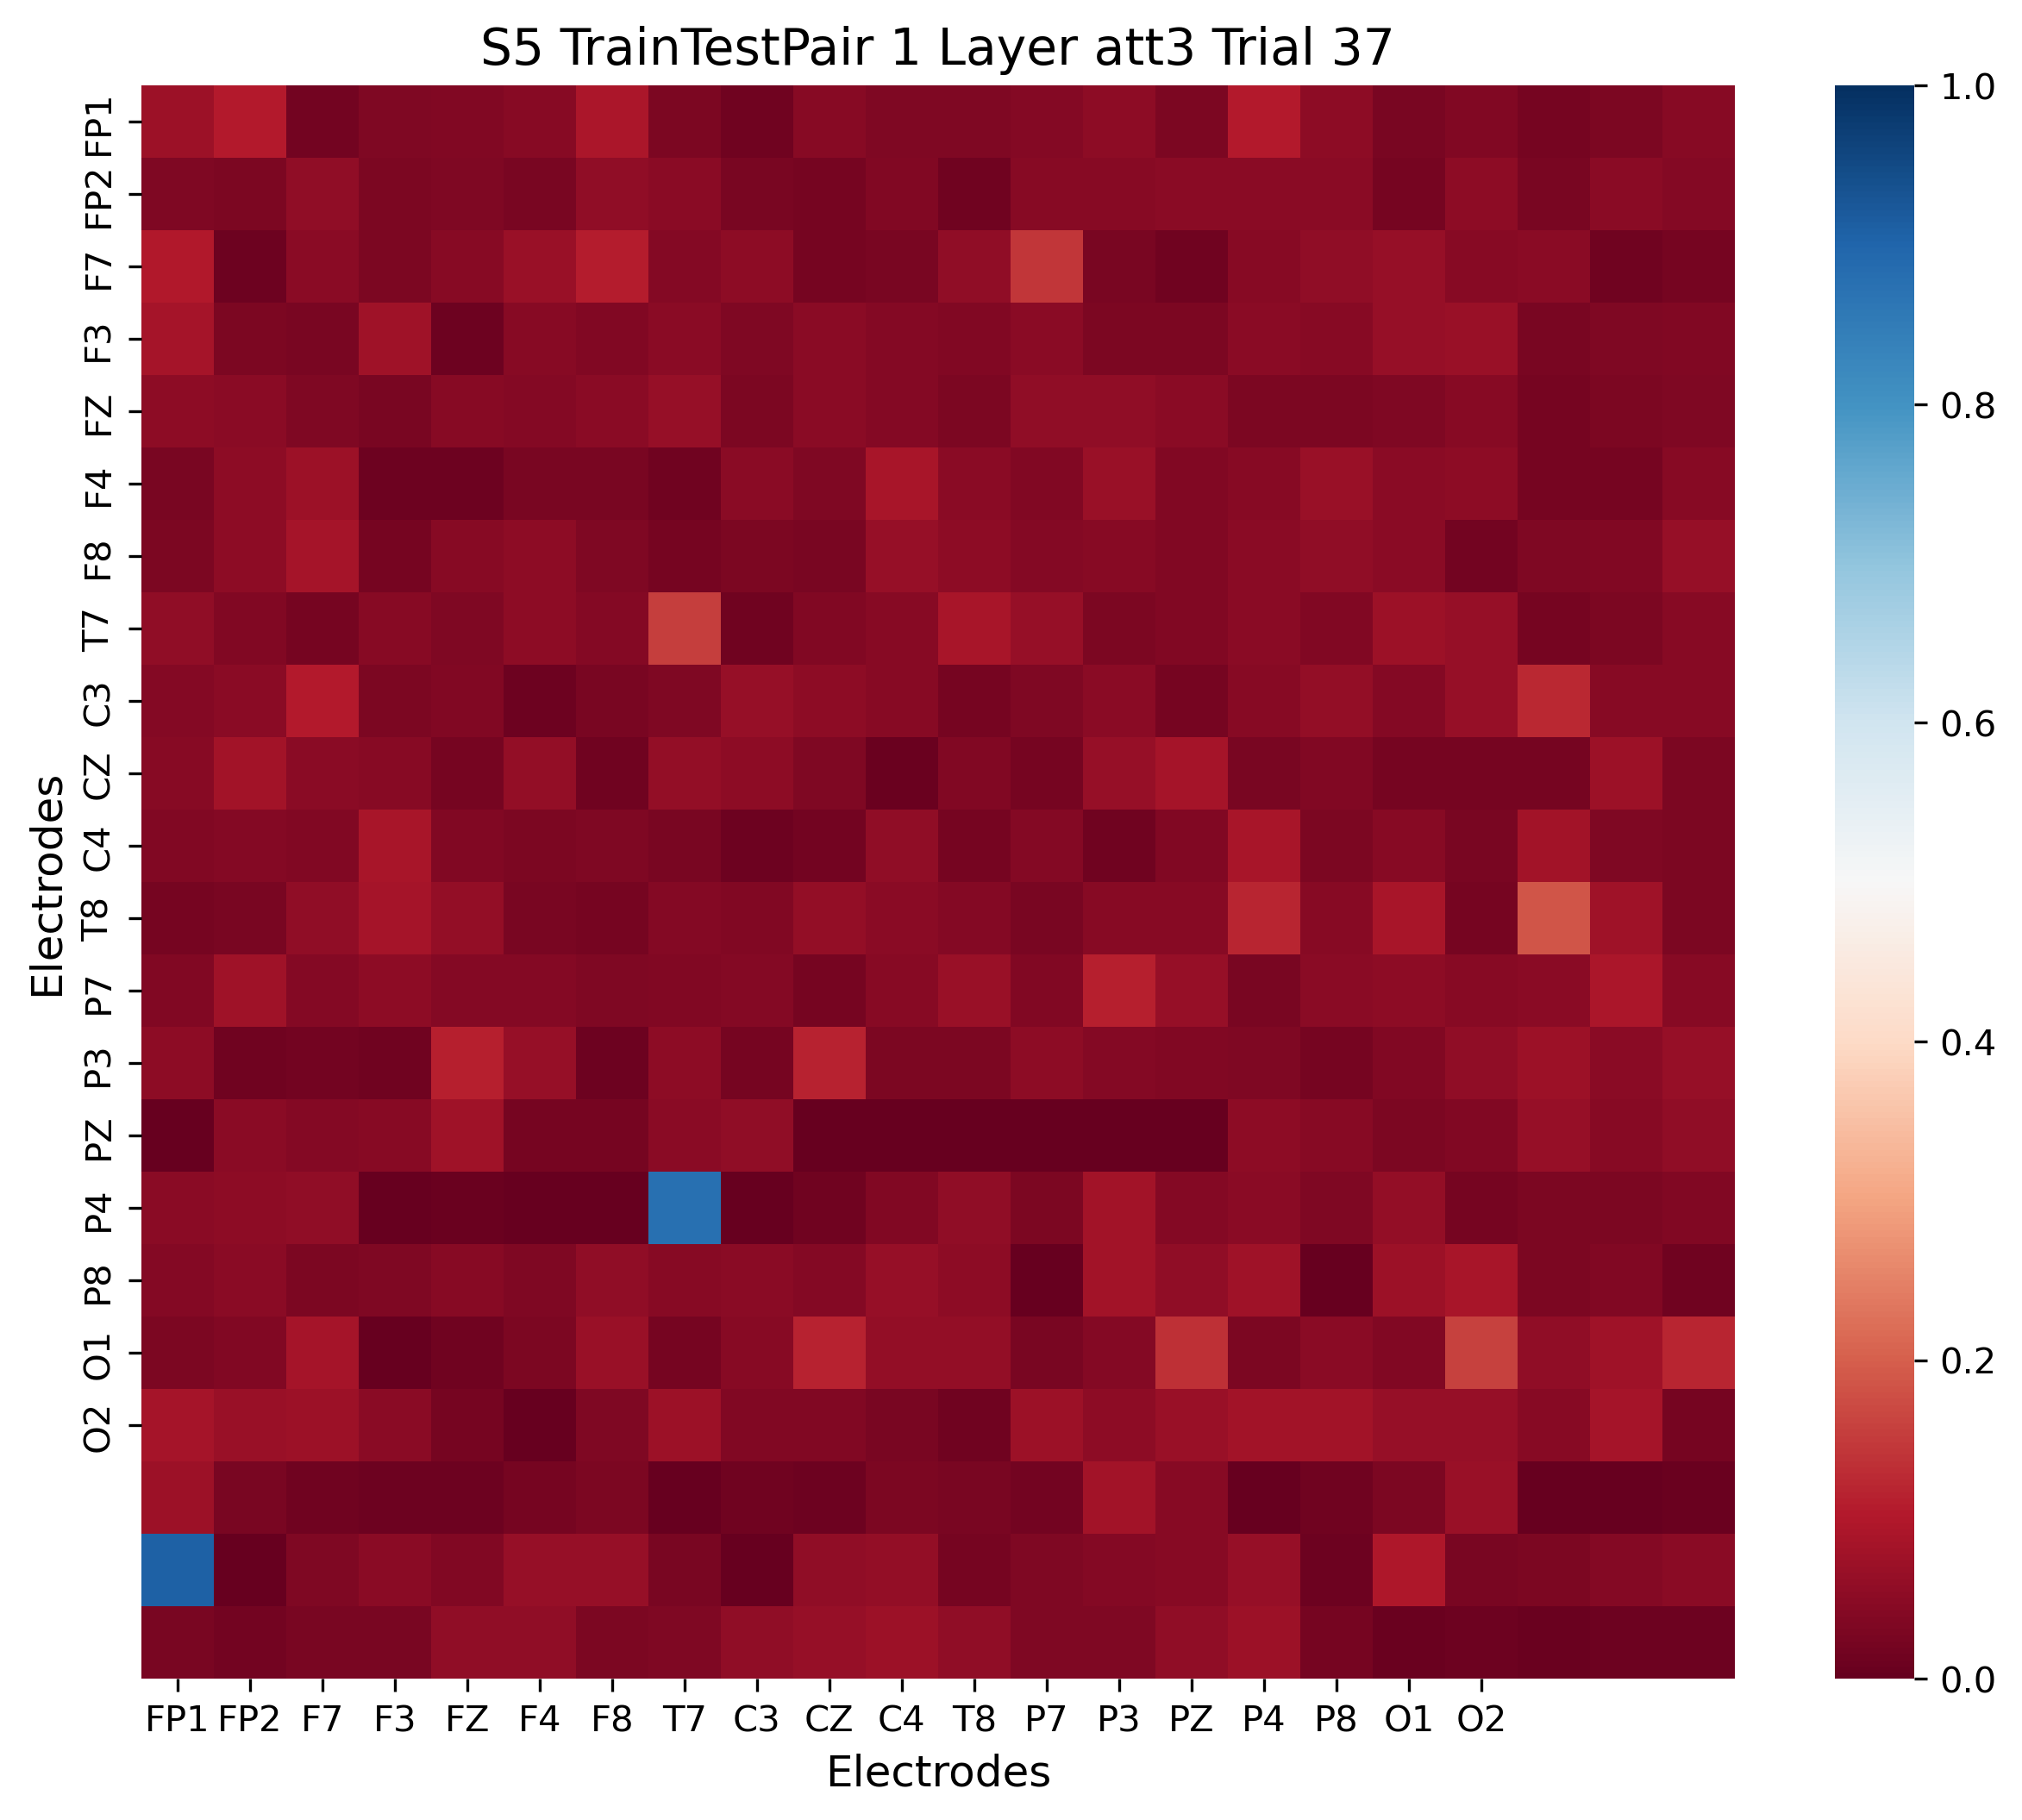 S5 TrainTestPair 1 Layer att3 Trial 37
Electrodes
FP1
FP2
F7
F3
FZ
F4
F8
T7
C3
CZ
C4
T8
P7
P3
PZ
P4
P8
O1
O2
FP1 FP2 F7 F3 FZ F4 F8 T7 C3 CZ C4 T8 P7 P3 PZ P4 P8 O1 O2
Electrodes
1.0
0.8
0.6
0.4
0.2
0.0